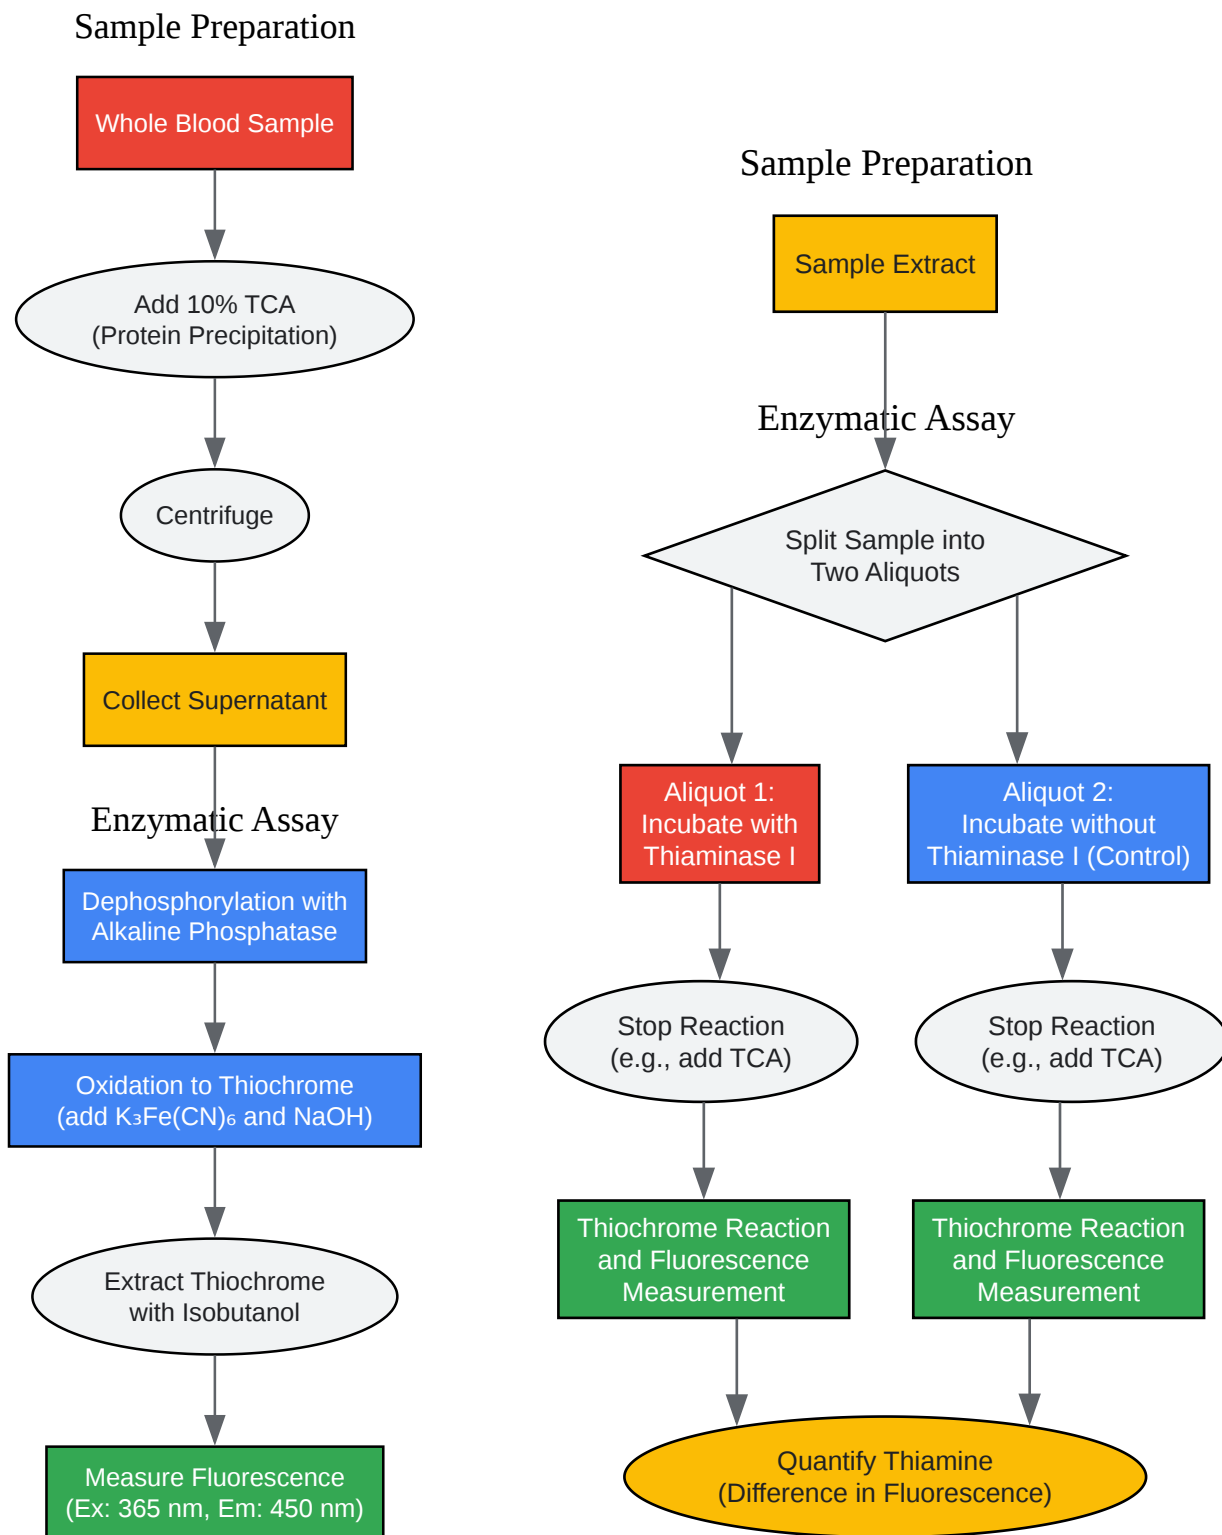 Sample Preparation
Whole Blood Sample
Add 10% TCA
(Protein Precipitation)
Centrifuge
Collect Supernatant
Enzymatic Assay
Dephosphorylation with
Alkaline Phosphatase
Oxidation to Thiochrome
(add K₃Fe(CN)₆ and NaOH)
Extract Thiochrome
with Isobutanol
Measure Fluorescence
(Ex: 365 nm, Em: 450 nm)
Sample Preparation
Sample Extract
Enzymatic Assay
Split Sample into
Two Aliquots
Aliquot 1:
Incubate with
Thiaminase I
Aliquot 2:
Incubate without
Thiaminase I (Control)
Stop Reaction
(e.g., add TCA)
Stop Reaction
(e.g., add TCA)
Thiochrome Reaction
and Fluorescence
Measurement
Thiochrome Reaction
and Fluorescence
Measurement
Quantify Thiamine
(Difference in Fluorescence)